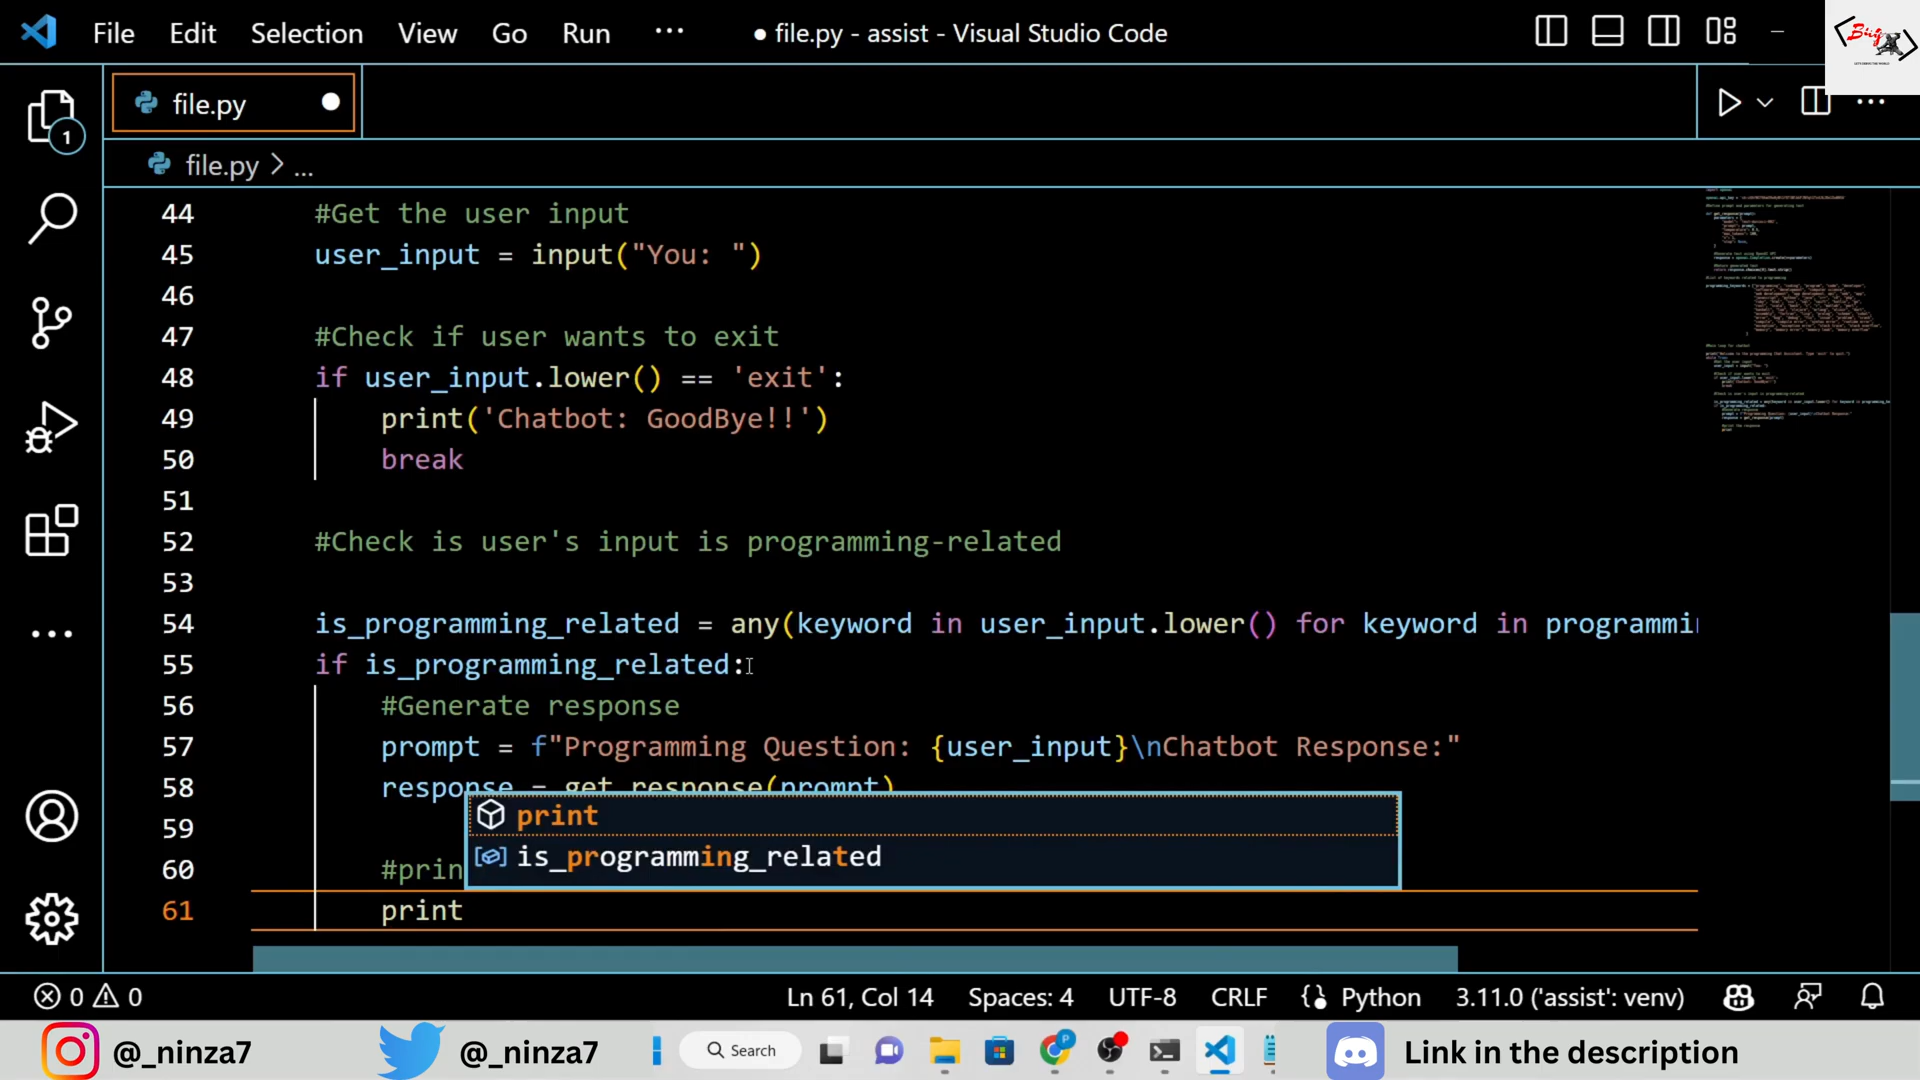 File Edit Selection View Go Run ··· ● file.py - assist - Visual Studio Code
Bug
file.py
1
file.py > ...
44 #Get the user input
45 user_input = input("You: ")
46
47 #Check if user wants to exit
48 if user_input.lower() == 'exit':
49 print('Chatbot: GoodBye!!')
50 break
51
52 #Check is user's input is programming-related
53
54 is_programming_related = any(keyword in user_input.lower() for keyword in programmi
55 if is_programming_related:
56 #Generate response
57 prompt = f"Programming Question: {user_input}\nChatbot Response:"
58 response = get_response(prompt)
59
print
is_programming_related
60 #prin
61 print
0 0 Ln 61, Col 14 Spaces: 4 UTF-8 CRLF Python 3.11.0 ('assist': venv)
@_ninza7 @_ninza7 Search Link in the description